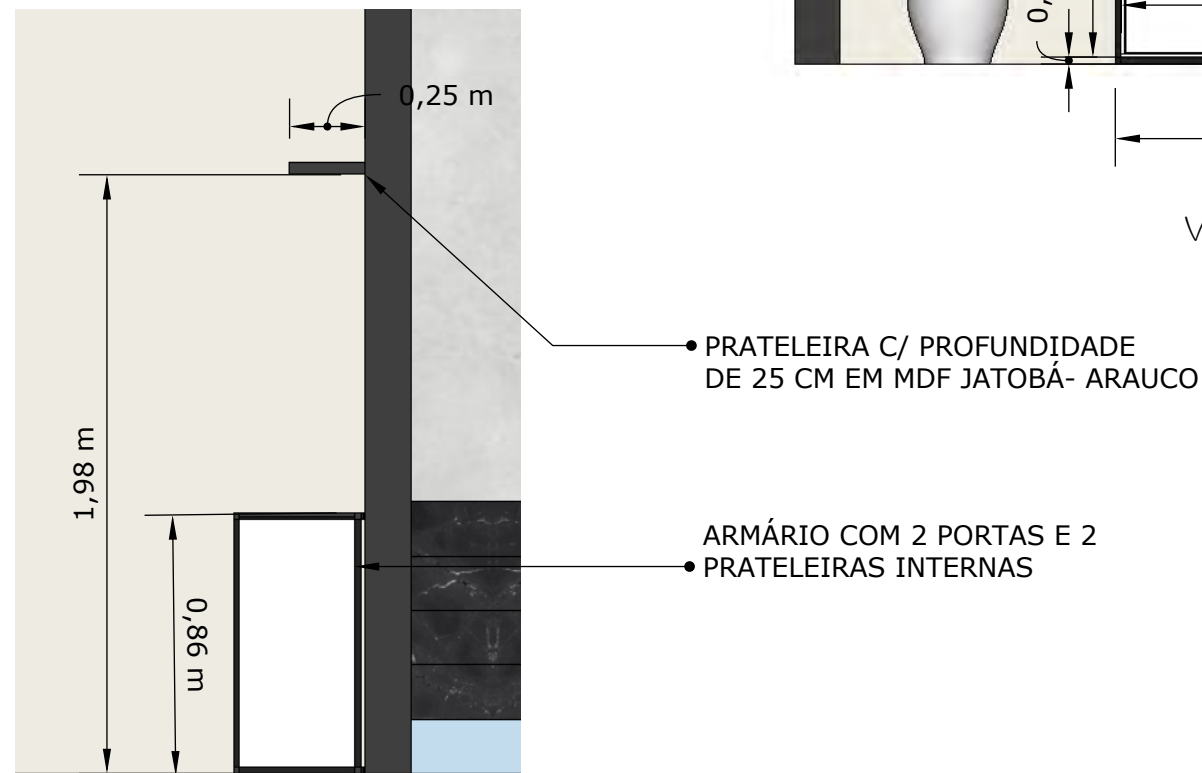 0,25 m
PRATELEIRA C/ PROFUNDIDADE
DE 25 CM EM MDF JATOBÁ- ARAUCO
1,98 m
ARMÁRIO COM 2 PORTAS E 2
PRATELEIRAS INTERNAS
0,86 m